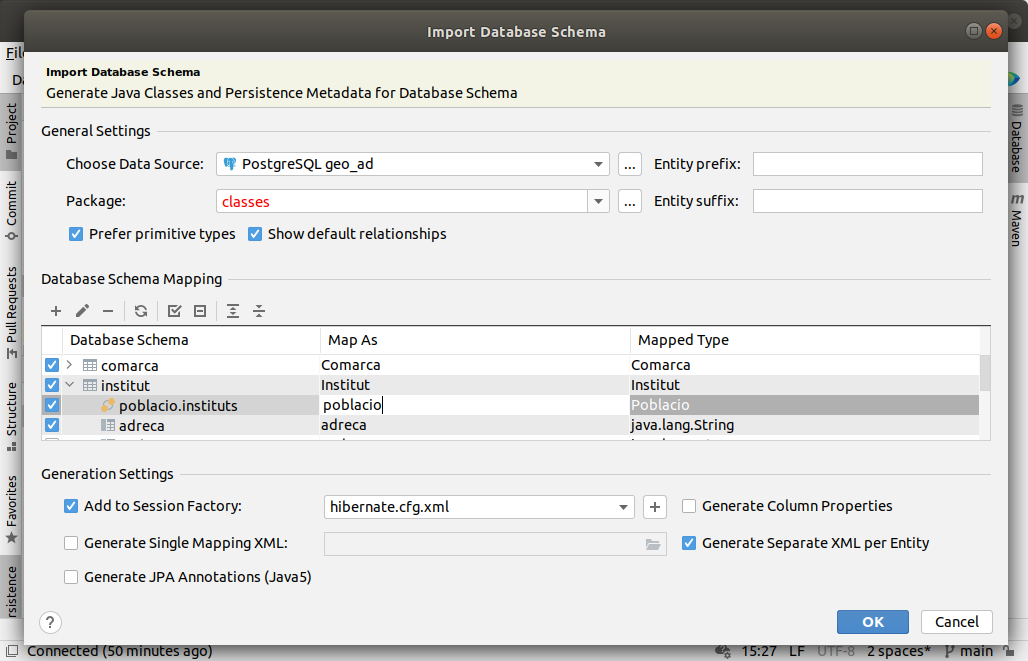 Import Database Schema
Import Database Schema
Generate Java Classes and Persistence Metadata for Database Schema
General Settings
Choose Data Source: PostgreSQL geo_ad ... Entity prefix:
Package: classes ... Entity suffix:
Prefer primitive types Show default relationships
Database Schema Mapping
Database Schema Map As Mapped Type
comarca Comarca Comarca
institut Institut Institut
poblacio.instituts poblacio Poblacio
adreca adreca java.lang.String
Generation Settings
Add to Session Factory: hibernate.cfg.xml Generate Column Properties
Generate Single Mapping XML: Generate Separate XML per Entity
Generate JPA Annotations (Java5)
? OK Cancel
Project
Commit
Pull Requests
Structure
Favorites
rsistence
Database
m Maven
Connected (50 minutes ago) 15:27 LF UTF-8 2 spaces* main